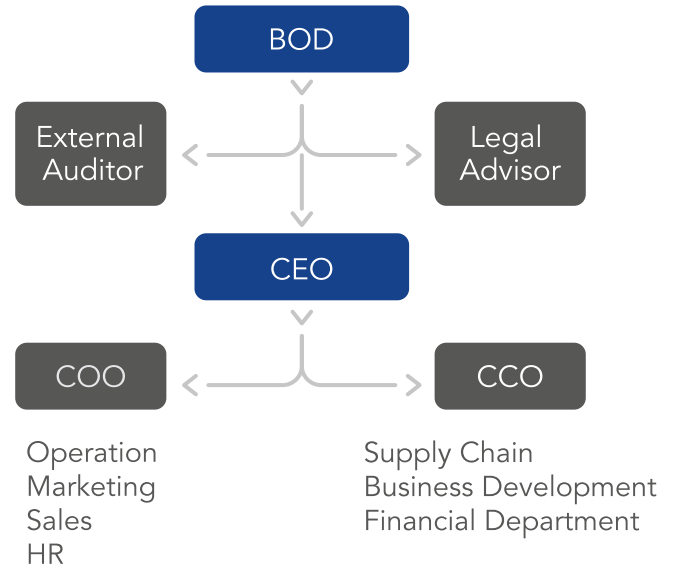 BOD
External
Auditor
Legal
Advisor
CEO
COO
CCO
Operation
Marketing
Sales
HR
Supply Chain
Business Development
Financial Department